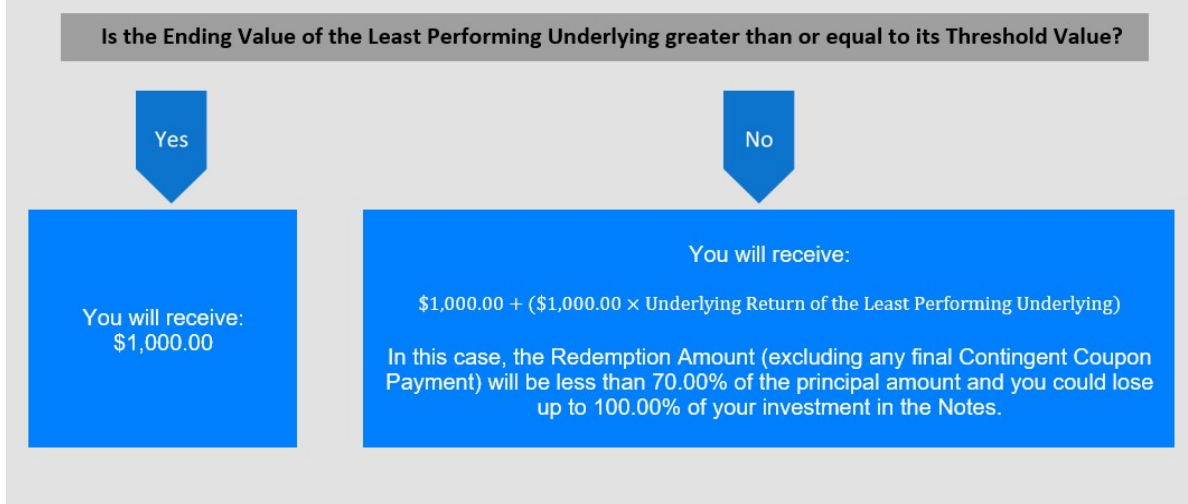 Is the Ending Value of the Least Performing Underlying greater than or equal to its Threshold Value?
Yes
No
You will receive:
$1,000.00
You will receive:
$1,000.00 + ($1,000.00 × Underlying Return of the Least Performing Underlying)
In this case, the Redemption Amount (excluding any final Contingent Coupon
Payment) will be less than 70.00% of the principal amount and you could lose
up to 100.00% of your investment in the Notes.